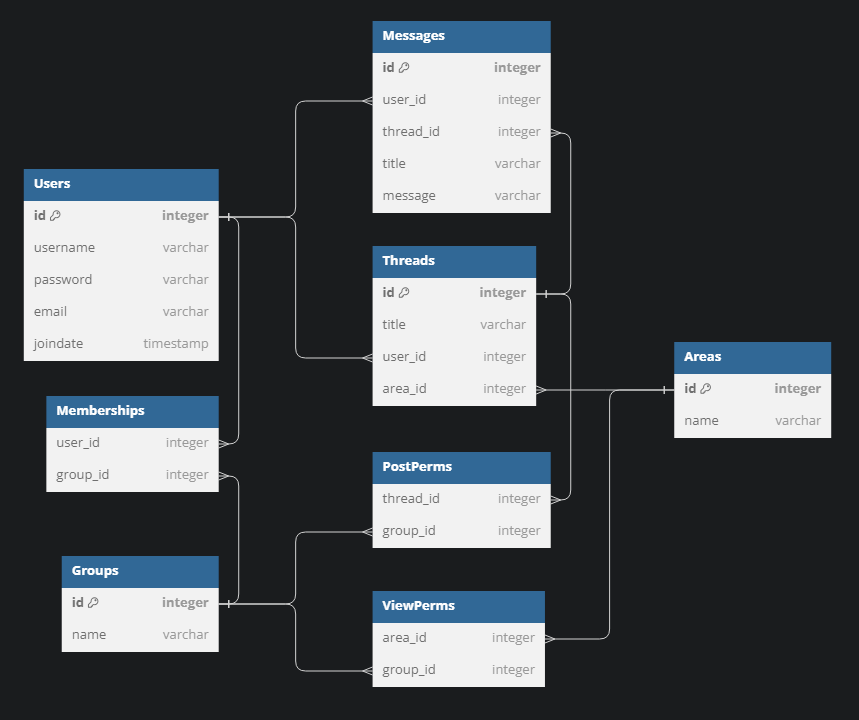 Messages
id integer
user_id integer
thread_id integer
title varchar
message varchar
Users
id integer
username varchar
password varchar
email varchar
joindate timestamp
Threads
id integer
title varchar
user_id integer
area_id integer
Areas
id integer
name varchar
Memberships
user_id integer
group_id integer
PostPerms
thread_id integer
group_id integer
Groups
id integer
name varchar
ViewPerms
area_id integer
group_id integer